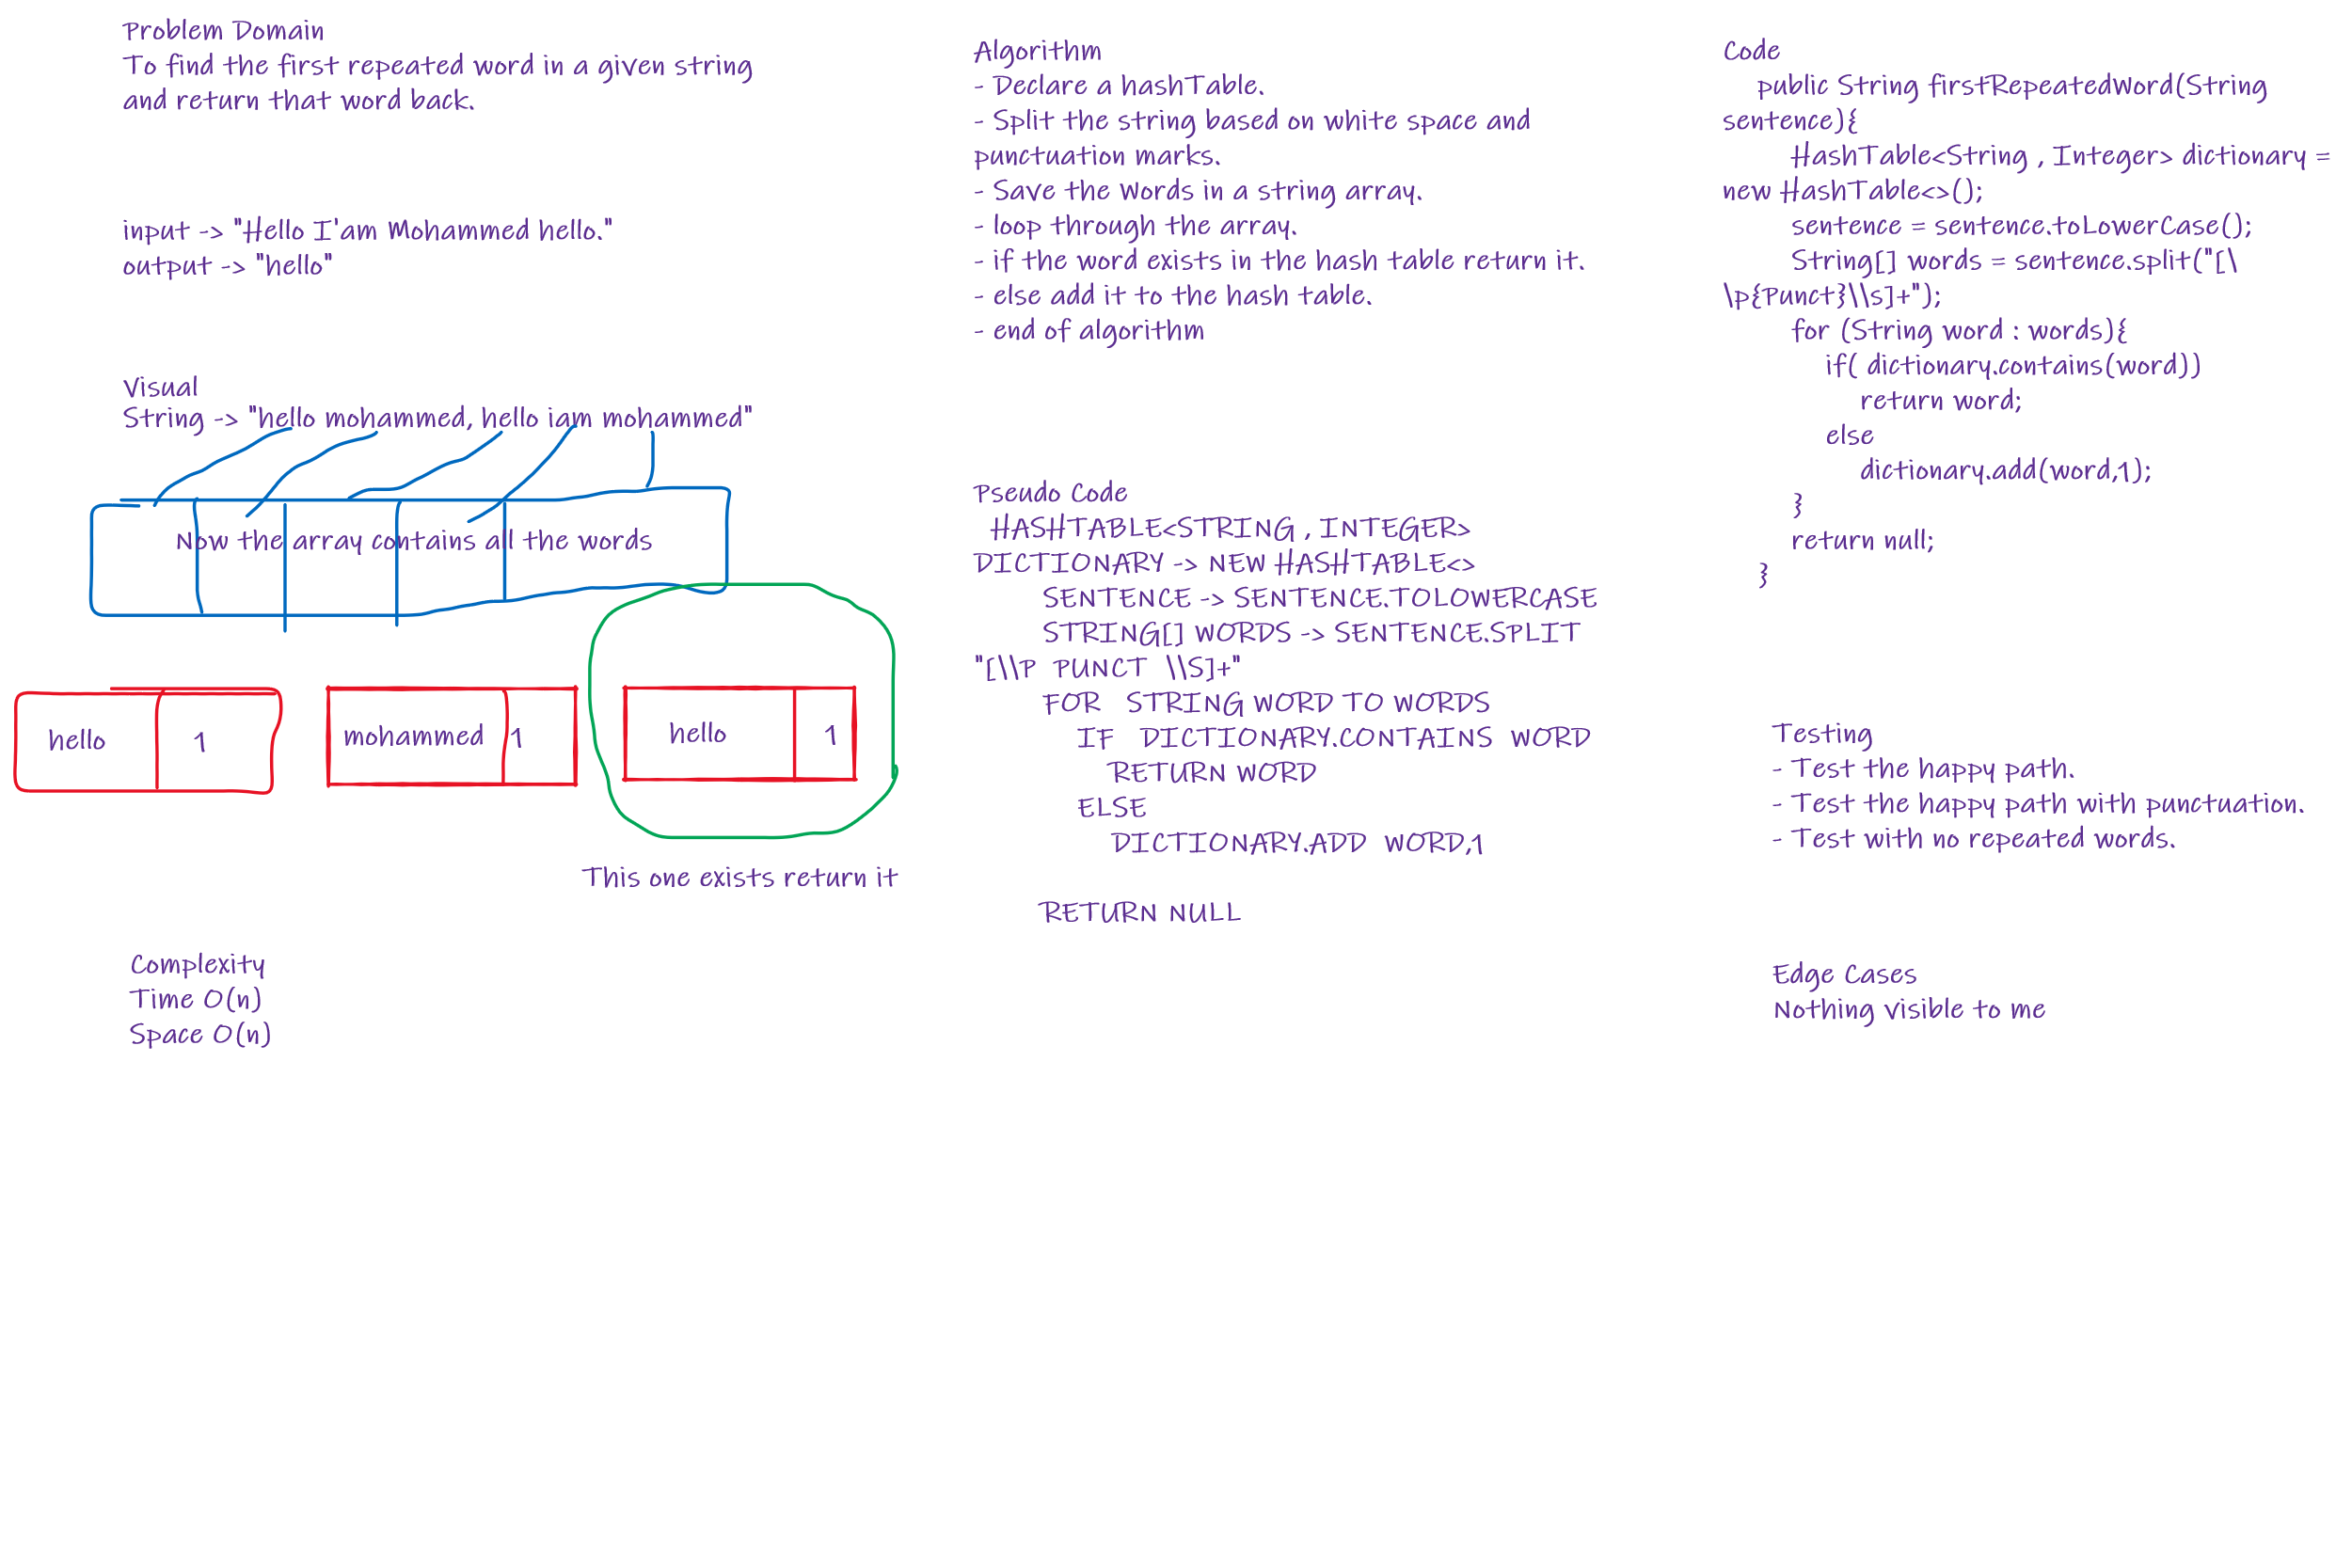 Problem Domain
To find the first repeated word in a given string
and return that word back.
input -> "Hello I'am Mohammed hello."
output -> "hello"
Visual
String -> "hello mohammed, hello iam mohammed"
Now the array contains all the words
hello 1
mohammed 1
hello 1
This one exists return it
Complexity
Time O(n)
Space O(n)
Algorithm
- Declare a hashTable.
- Split the string based on white space and
punctuation marks.
- Save the Words in a string array.
- loop through the array.
- if the word exists in the hash table return it.
- else add it to the hash table.
- end of algorithm
Pseudo Code
HASHTABLE<STRING , INTEGER>
DICTIONARY -> NEW HASHTABLE<>
SENTENCE -> SENTENCE.TOLOWERCASE
STRING[] WORDS -> SENTENCE.SPLIT
"[\\P PUNCT \\S]+"
FOR STRING WORD TO WORDS
IF DICTIONARY.CONTAINS WORD
RETURN WORD
ELSE
DICTIONARY.ADD WORD,1
RETURN NULL
Code
public String firstRepeatedWord(String
sentence){
HashTable<String , Integer> dictionary =
new HashTable<>();
sentence = sentence.toLowerCase();
String[] words = sentence.split("[\
\p{Punct}\\s]+");
for (String word : words){
if( dictionary.contains(word))
return word;
else
dictionary.add(word,1);
}
return null;
}
Testing
- Test the happy path.
- Test the happy path with punctuation.
- Test with no repeated words.
Edge Cases
Nothing visible to me